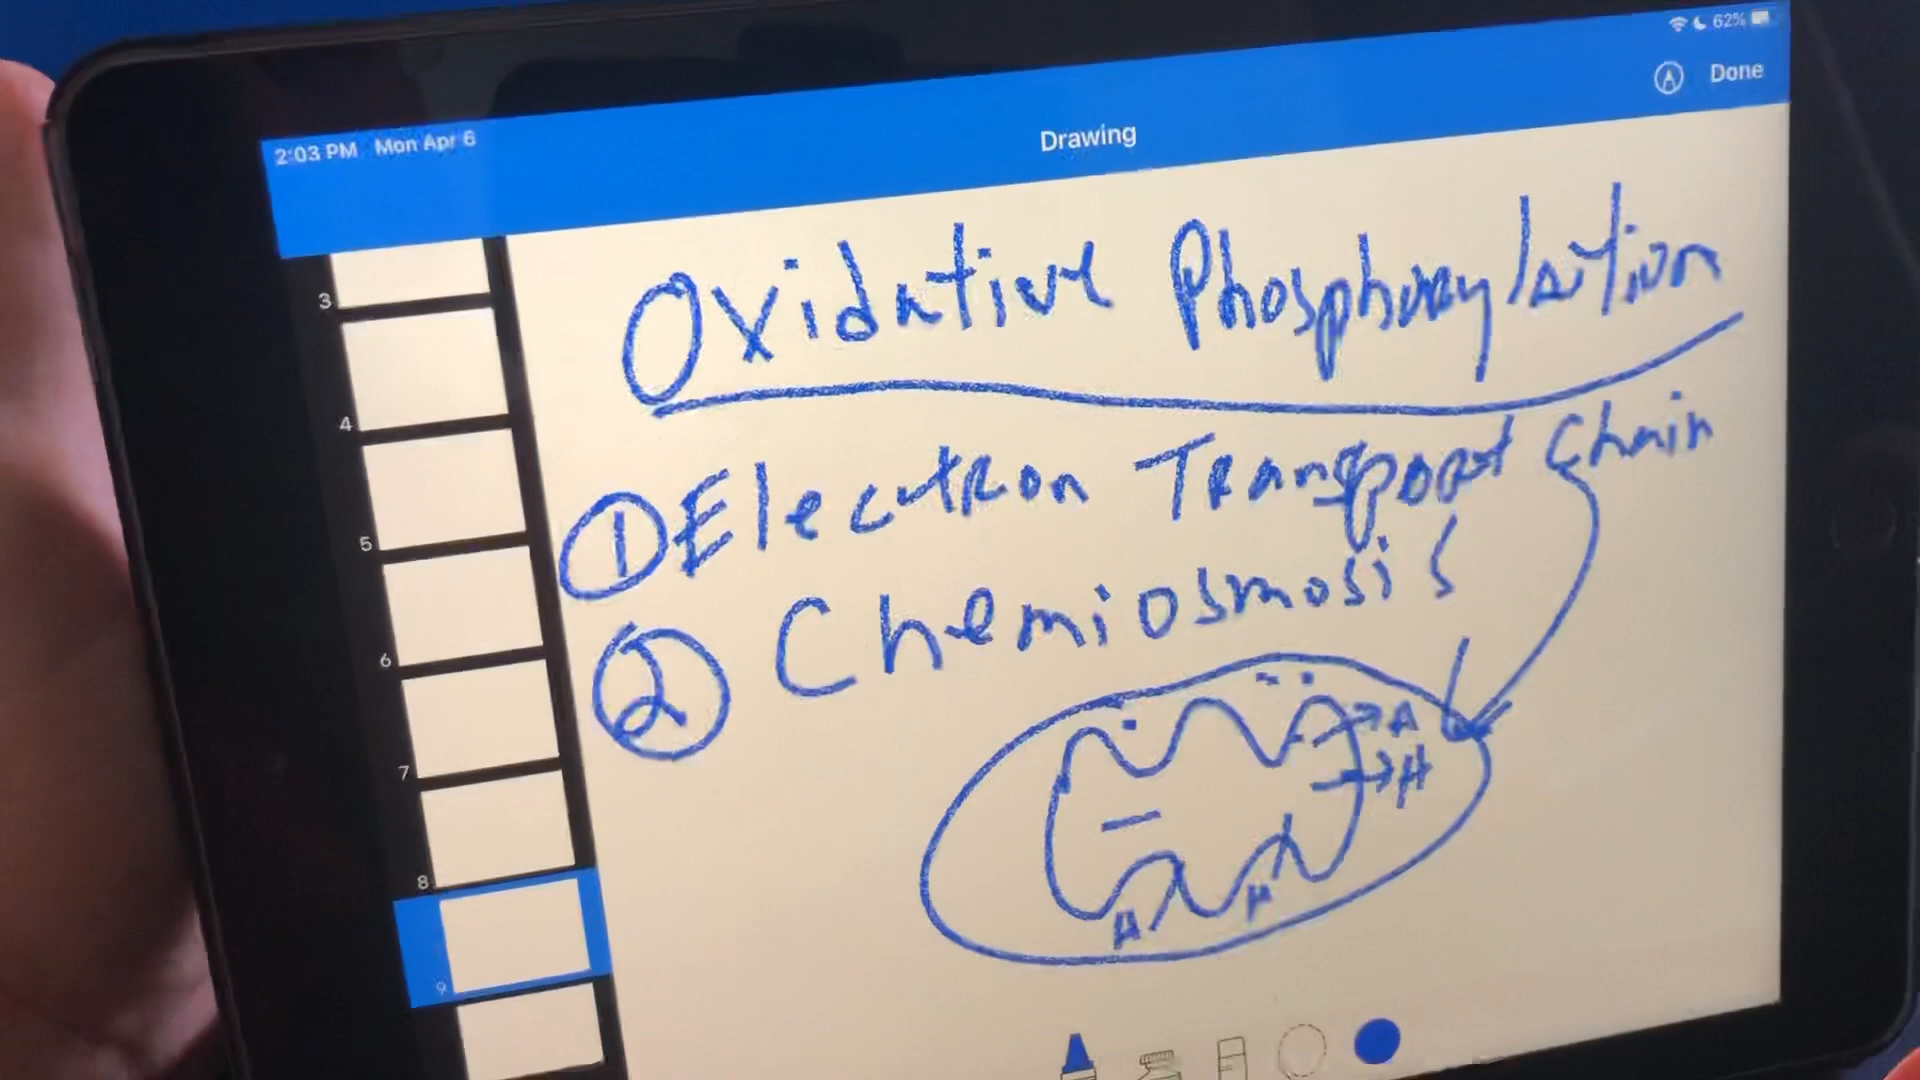 62%
2:03 PM Mon Apr 6
Drawing
Done
Oxidative Phosphorylation
① Electron Transport Chain
② Chemiosmosis
H
H
H
H
3
4
5
6
7
8
9